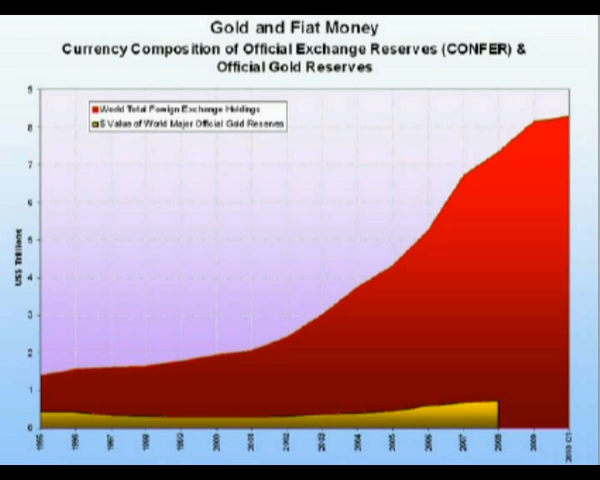 Gold and Fiat Money
Currency Composition of Official Exchange Reserves (CONFER) &
Official Gold Reserves
World Total Foreign Exchange Holdings
$ Value of World Major Official Gold Reserves
US$ Trillions
9
8
7
6
5
4
3
2
1
0
1995 1996 1997 1998 1999 2000 2001 2002 2003 2004 2005 2006 2007 2008 2009 2010 Q1